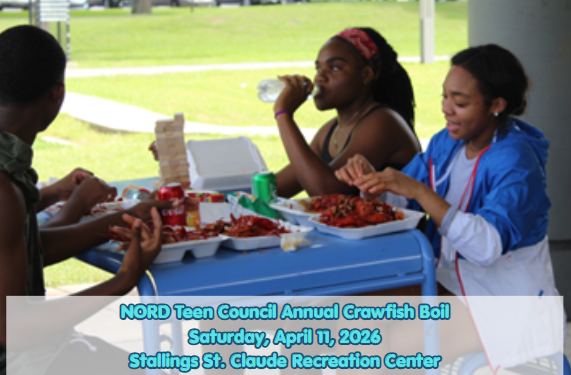 NORD Teen Council Annual Crawfish Boil
Saturday, April 11, 2026
Stallings St. Claude Recreation Center